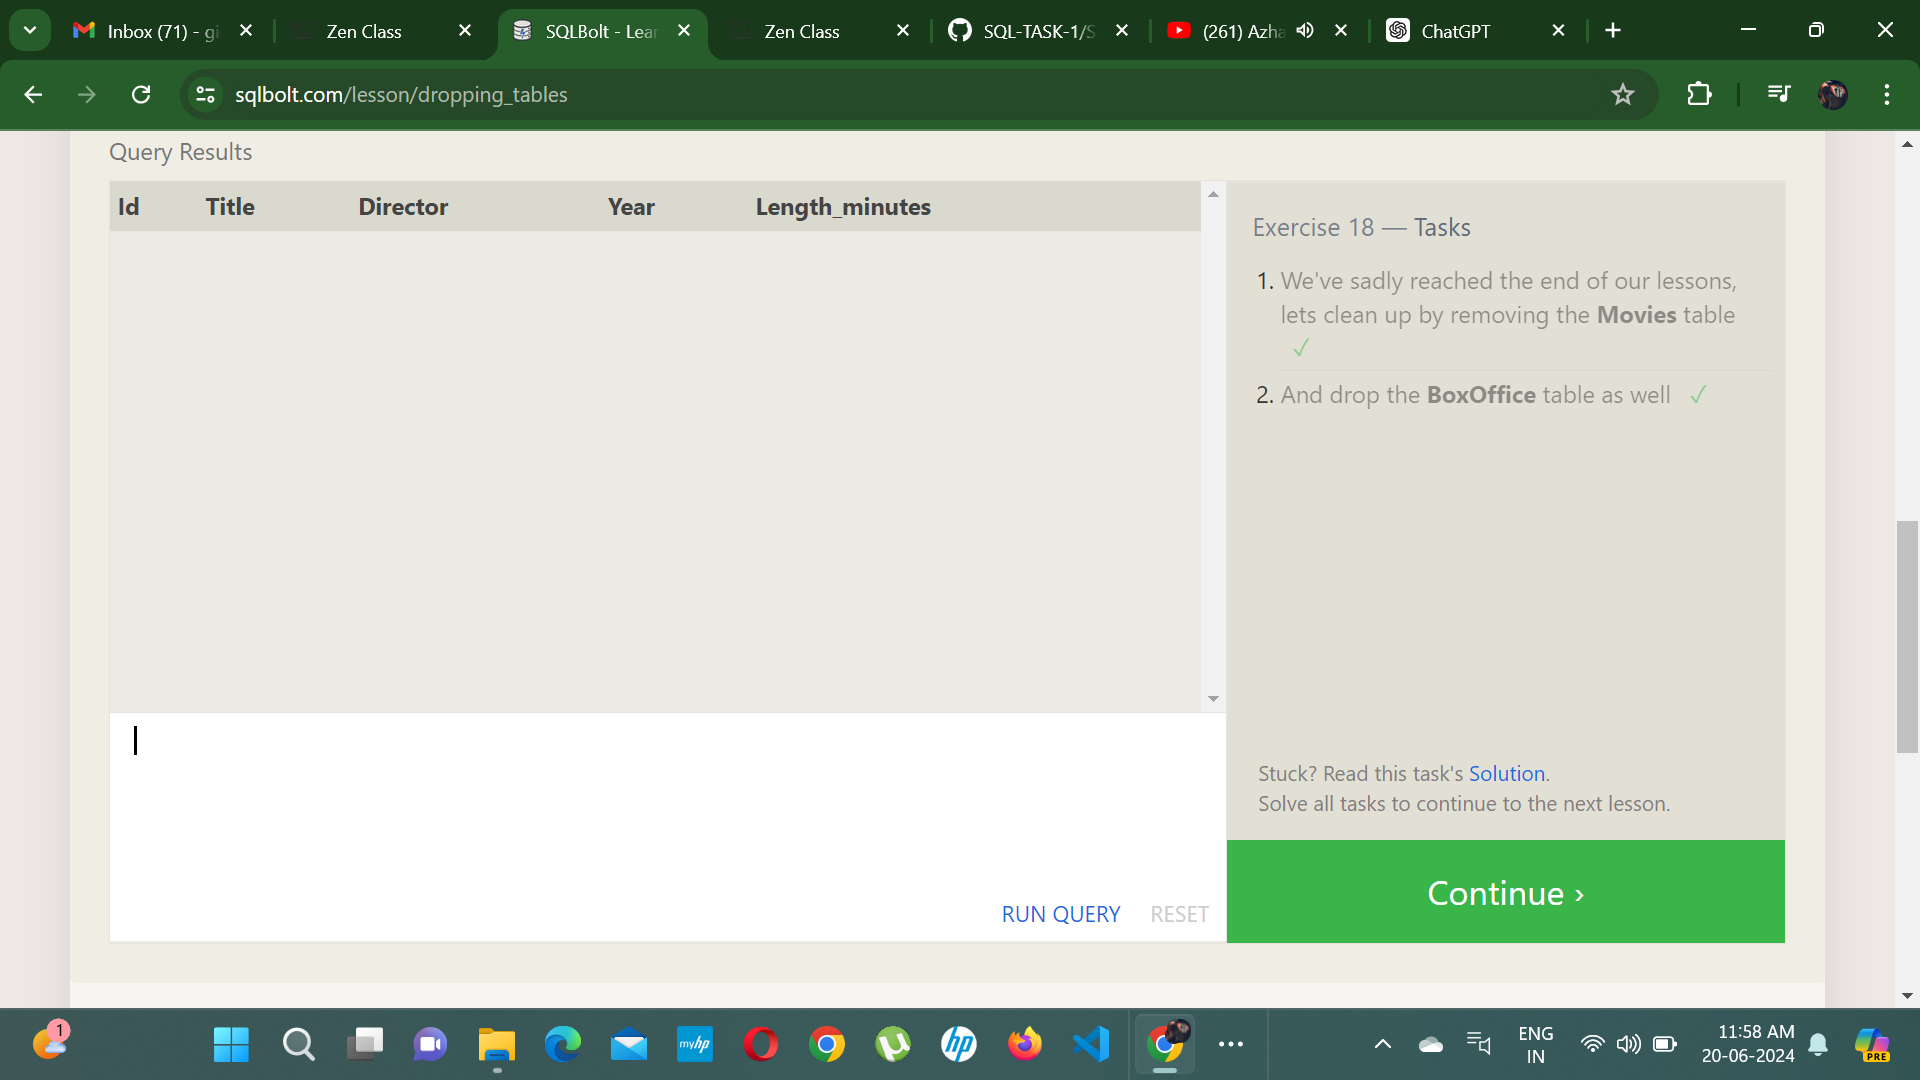 Inbox (71) - gi
Zen Class
SQLBolt - Lear
Zen Class
SQL-TASK-1/S
(261) Azha
ChatGPT
sqlbolt.com/lesson/dropping_tables
Query Results
Id Title Director Year Length_minutes
Exercise 18 — Tasks
1. We've sadly reached the end of our lessons,
lets clean up by removing the Movies table
✓
2. And drop the BoxOffice table as well ✓
Stuck? Read this task's Solution.
Solve all tasks to continue to the next lesson.
RUN QUERY RESET
Continue ›
1
myhp
hp
ENG
IN
11:58 AM
20-06-2024
PRE